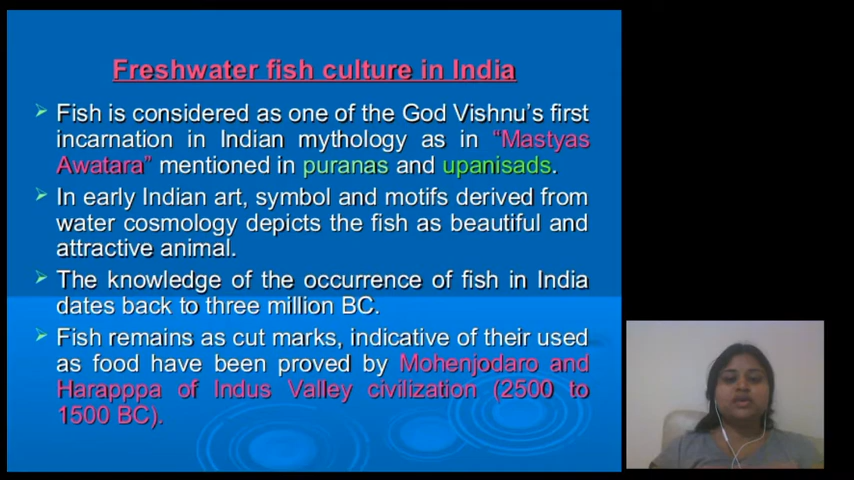 Freshwater fish culture in India
Fish is considered as one of the God Vishnu's first
incarnation in Indian mythology as in "Mastyas
Awatara" mentioned in puranas and upanisads.
In early Indian art, symbol and motifs derived from
water cosmology depicts the fish as beautiful and
attractive animal.
The knowledge of the occurrence of fish in India
dates back to three million BC.
Fish remains as cut marks, indicative of their used
as food have been proved by Mohenjodaro and
Harapppa of Indus Valley civilization (2500 to
1500 BC).